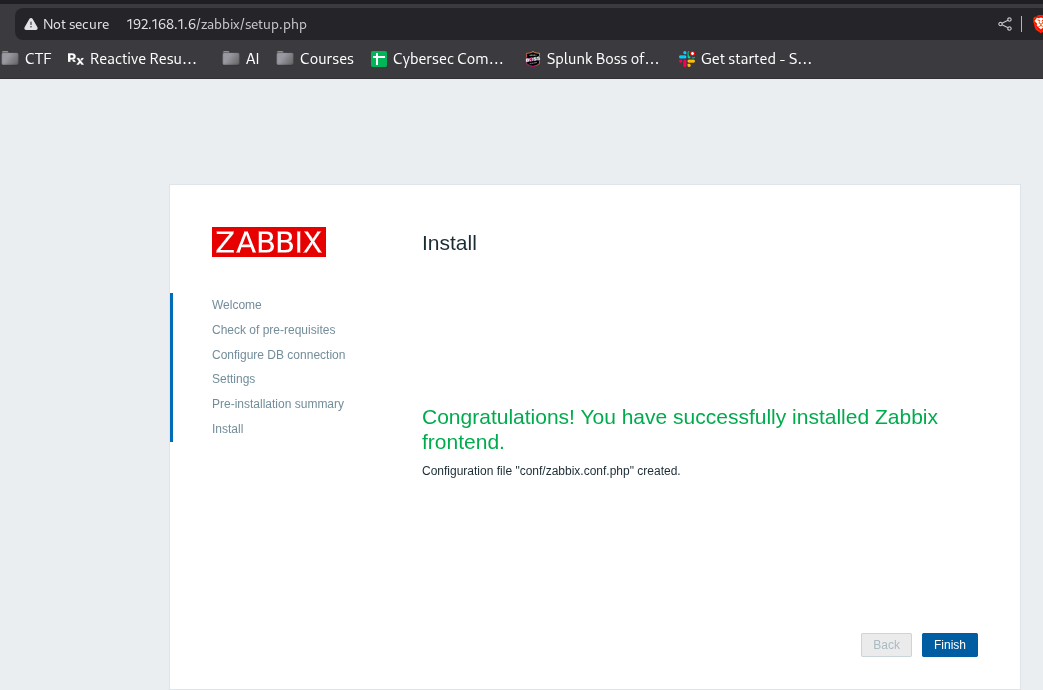 Not secure 192.168.1.6/zabbix/setup.php
CTF Rx Reactive Resu... AI Courses Cybersec Com... Splunk Boss of... Get started - S...
ZABBIX
Install
Welcome
Check of pre-requisites
Configure DB connection
Settings
Pre-installation summary
Install
Congratulations! You have successfully installed Zabbix
frontend.
Configuration file "conf/zabbix.conf.php" created.
Back Finish